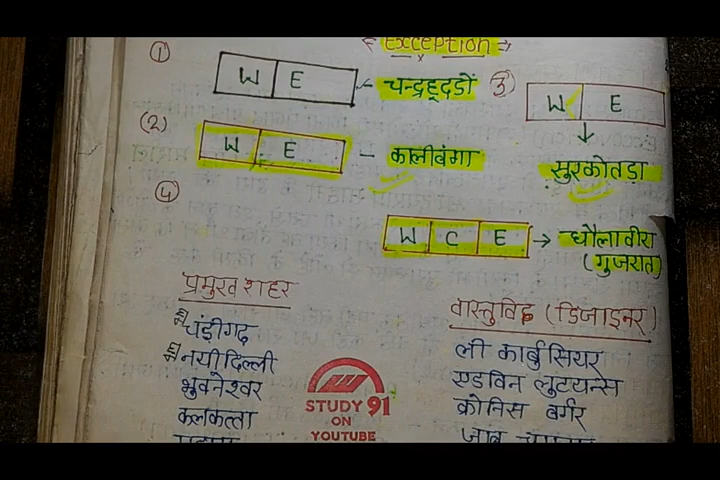 ← Exception →
① W E - चन्द्रहूदडों
② W E - कालीबंगा
③ W E
सुरकोतड़ा
④ W C E → धौलावीरा
(गुजरात)
प्रमुख शहर
चंडीगढ़
नयी दिल्ली
भुवनेश्वर
कलकत्ता
वास्तुविद (डिजाइनर)
ली कार्बुसियर
एडविन लुटयन्स
क्रोनिस बर्गर
जाब
STUDY 91
ON
YOUTUBE